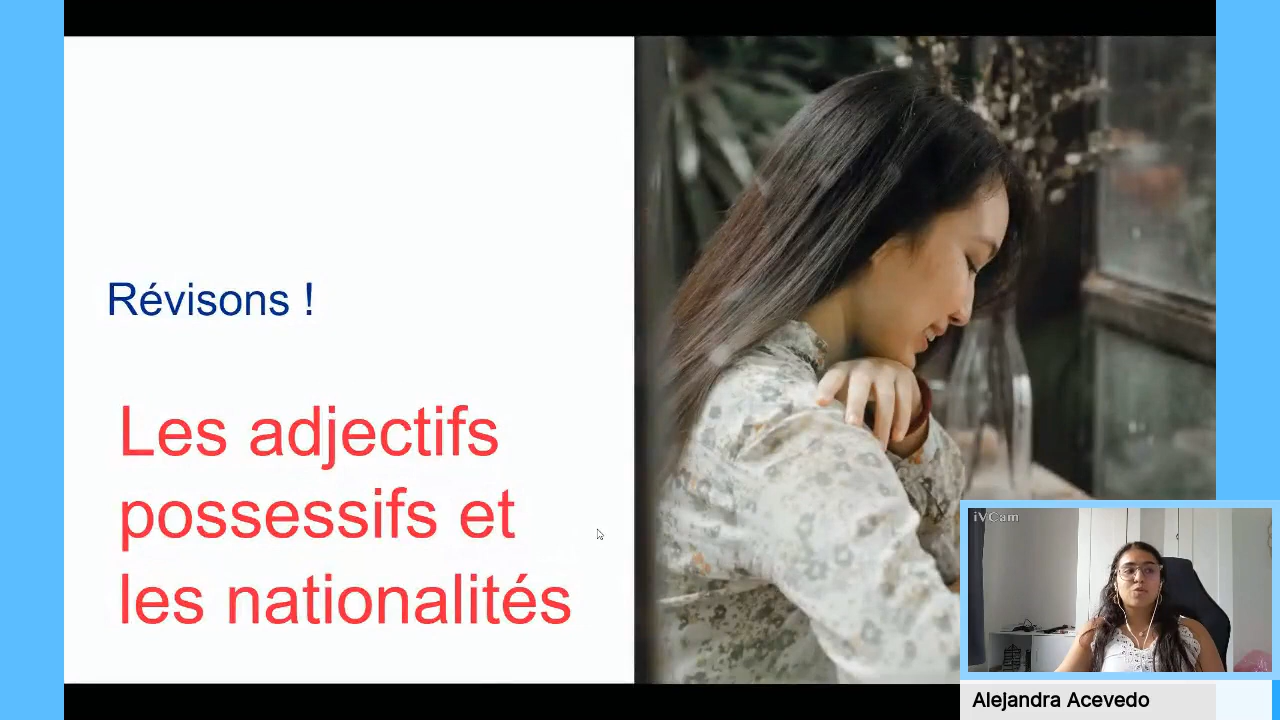 Révisons !
Les adjectifs
possessifs et
les nationalités
iVCam
Alejandra Acevedo